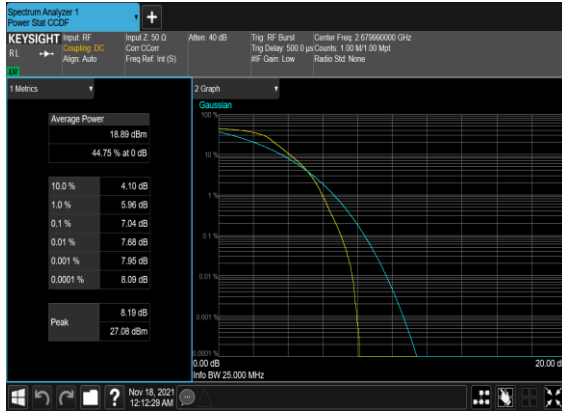 Spectrum Analyzer 1
Power Stat CCDF
+
KEYSIGHT
RL
LXI
Input: RF
Coupling: DC
Align: Auto
Input Z: 50 Ω
Corr CCorr
Freq Ref: Int (S)
Atten: 40 dB
Trig: RF Burst
Trig Delay: 500.0 µs
#IF Gain: Low
Center Freq: 2.679990000 GHz
Counts: 1.00 M/1.00 Mpt
Radio Std: None
1 Metrics
Average Power
18.89 dBm
44.75 % at 0 dB
10.0 % 4.10 dB
1.0 % 5.96 dB
0.1 % 7.04 dB
0.01 % 7.68 dB
0.001 % 7.95 dB
0.0001 % 8.09 dB
Peak
8.19 dB
27.08 dBm
2 Graph
Gaussian
100 %
10 %
1 %
0.1 %
0.01 %
0.001 %
0.0001 %
0.00 dB
20.00 d
Info BW 25.000 MHz
?
Nov 18, 2021
12:12:29 AM